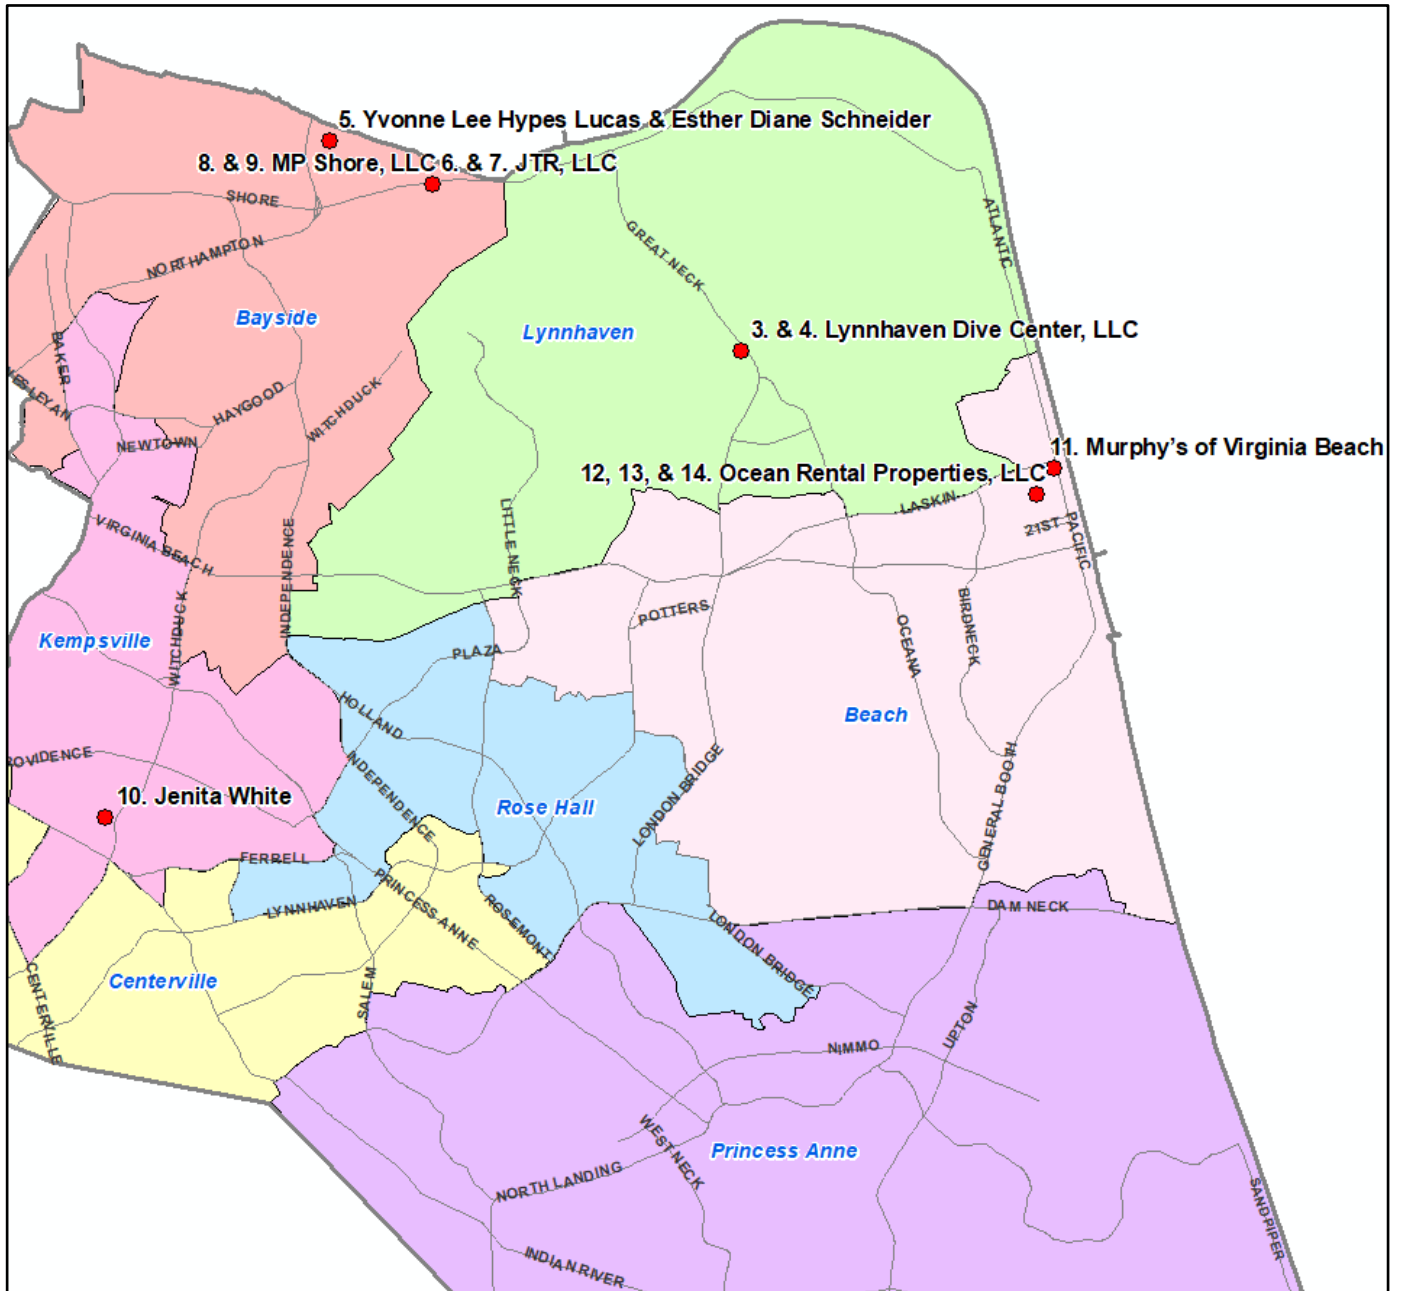 5. Yvonne Lee Hypes Lucas & Esther Diane Schneider
8. & 9. MP Shore, LLC
6. & 7. JTR, LLC
SHORE
NORTHAMPTON
GREAT NECK
ATLANTIC
Bayside
Lynnhaven
3. & 4. Lynnhaven Dive Center, LLC
BAKER
HAYGOOD
WITCHDUCK
NEWTOWN
11. Murphy's of Virginia Beach
12, 13, & 14. Ocean Rental Properties, LLC
LASKIN
21ST
PACIFIC
VIRGINIA BEACH
INDEPENDENCE
LITTLE NECK
WITCHDUCK
Kempsville
POTTERS
BIRDNECK
OCEANA
PLAZA
HOLLAND
Beach
OVIDENCE
INDEPENDENCE
LONDON BRIDGE
GENERAL BOOTH
10. Jenita White
Rose Hall
FERRELL
LYNNHAVEN
PRINCESS ANNE
ROSEMONT
DAM NECK
LONDON BRIDGE
Centerville
CENTERVILLE
SALEM
UPTON
NIMMO
WEST NECK
Princess Anne
NORTH LANDING
SANDPIPER
INDIAN RIVER